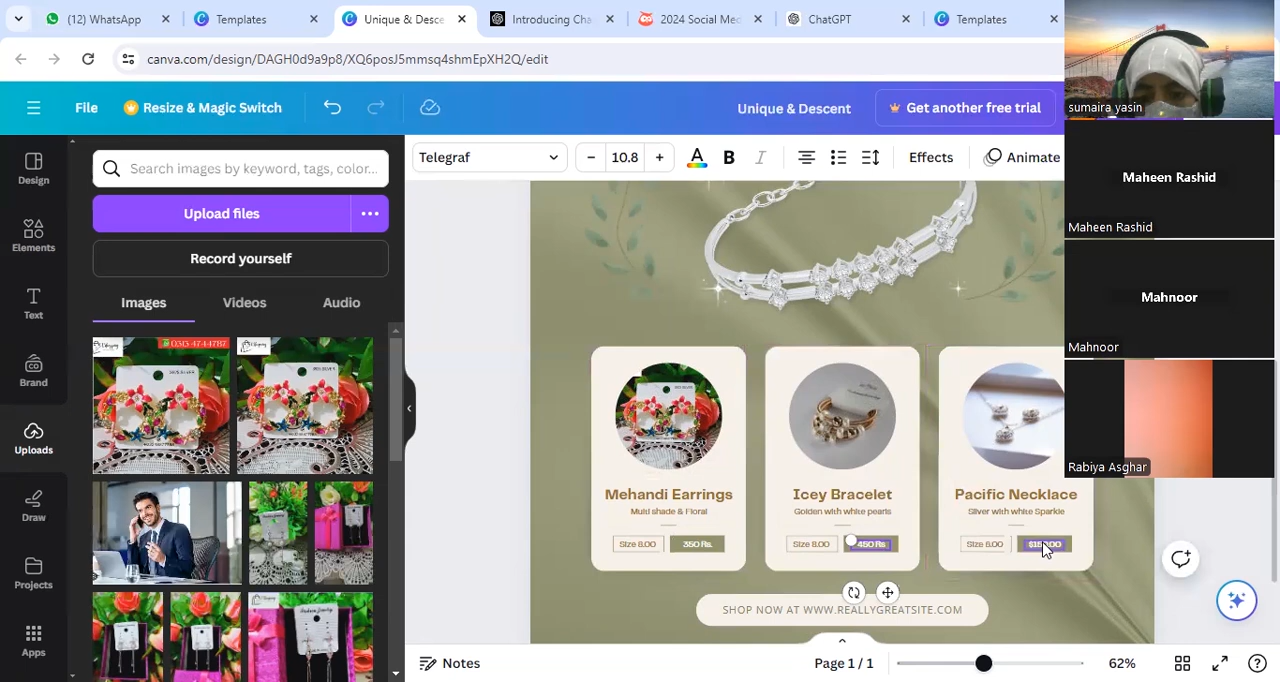 (12) WhatsApp
Templates
Unique & Desce
Introducing Cha
2024 Social Med
ChatGPT
Templates
canva.com/design/DAGH0d9a9p8/XQ6posJ5mmsq4shmEpXH2Q/edit
File
Resize & Magic Switch
Unique & Descent
Get another free trial
sumaira yasin
Telegraf
10.8
A
B
I
Effects
Animate
Search images by keyword, tags, color...
Upload files
Record yourself
Images
Videos
Audio
Design
Elements
Text
Brand
Uploads
Draw
Projects
Apps
Maheen Rashid
Maheen Rashid
Mahnoor
Mahnoor
Rabiya Asghar
0313 4744787
Mehandi Earrings
Multi shade & Floral
Size 8.00
350 Rs.
Icey Bracelet
Golden with white pearls
Size 8.00
450 Rs
Pacific Necklace
Silver with white Sparkle
Size 6.00
SHOP NOW AT WWW.REALLYGREATSITE.COM
Notes
Page 1 / 1
62%